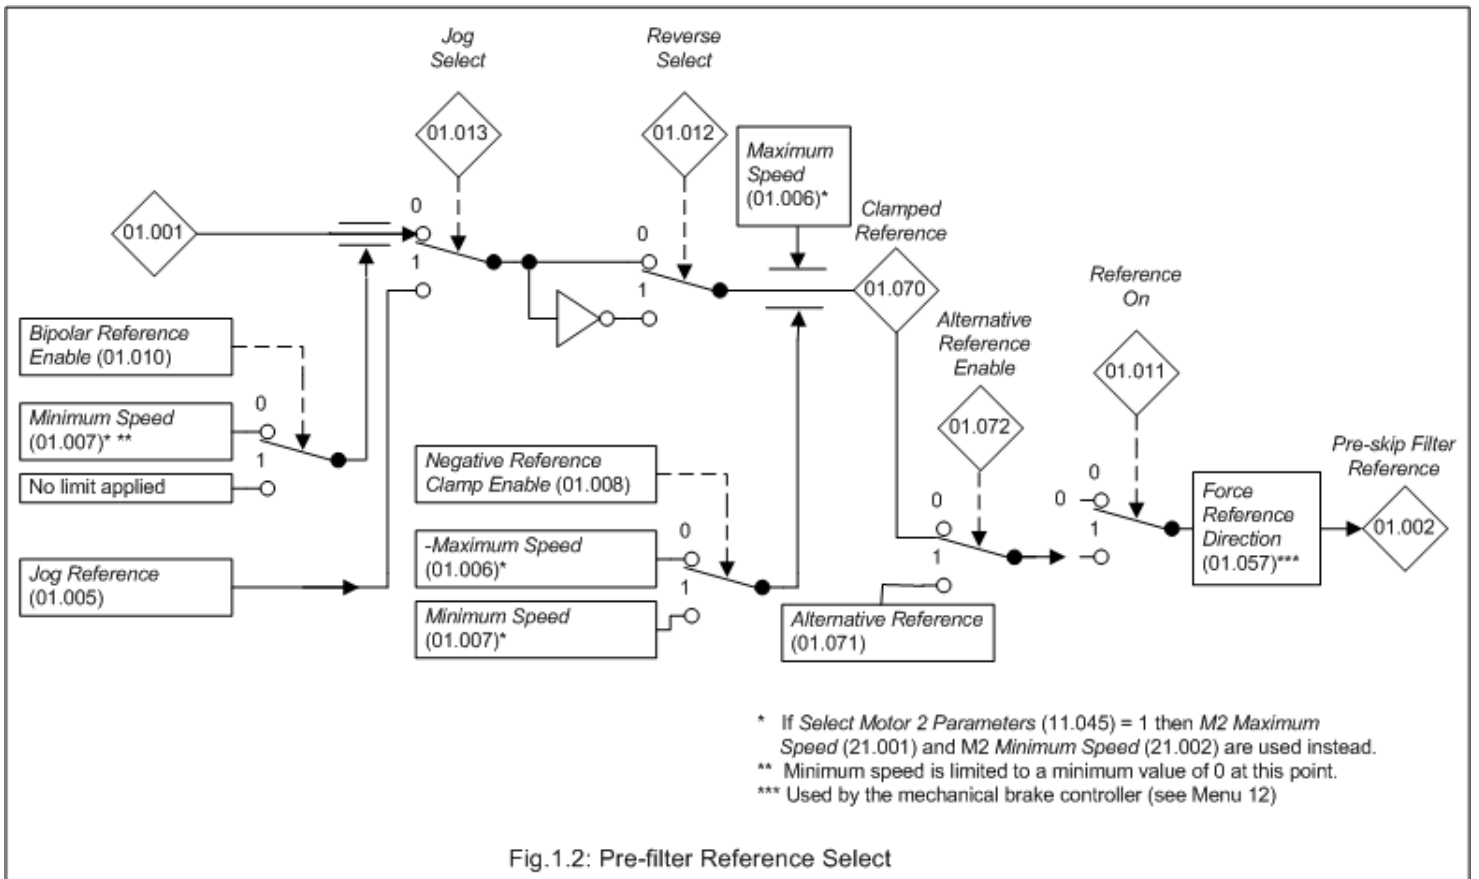 Jog
Select
Reverse
Select
01.013
01.012
Maximum
Speed
(01.006)*
Clamped
Reference
01.001
0
1
0
1
01.070
Reference
On
Bipolar Reference
Enable (01.010)
Alternative
Reference
Enable
01.011
0
Minimum Speed
(01.007)* **
1
No limit applied
01.072
Negative Reference
Clamp Enable (01.008)
Pre-skip Filter
Reference
0
0
1
Force
Reference
Direction
(01.057)***
01.002
0
1
-Maximum Speed
(01.006)*
0
1
Minimum Speed
(01.007)*
Jog Reference
(01.005)
Alternative Reference
(01.071)
* If Select Motor 2 Parameters (11.045) = 1 then M2 Maximum
Speed (21.001) and M2 Minimum Speed (21.002) are used instead.
** Minimum speed is limited to a minimum value of 0 at this point.
*** Used by the mechanical brake controller (see Menu 12)
Fig.1.2: Pre-filter Reference Select